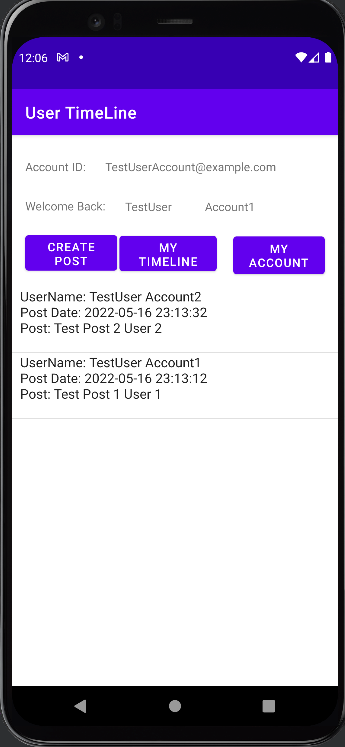 12:06
User TimeLine
Account ID: TestUserAccount@example.com
Welcome Back: TestUser Account1
CREATE POST
MY TIMELINE
MY ACCOUNT
UserName: TestUser Account2
Post Date: 2022-05-16 23:13:32
Post: Test Post 2 User 2
UserName: TestUser Account1
Post Date: 2022-05-16 23:13:12
Post: Test Post 1 User 1